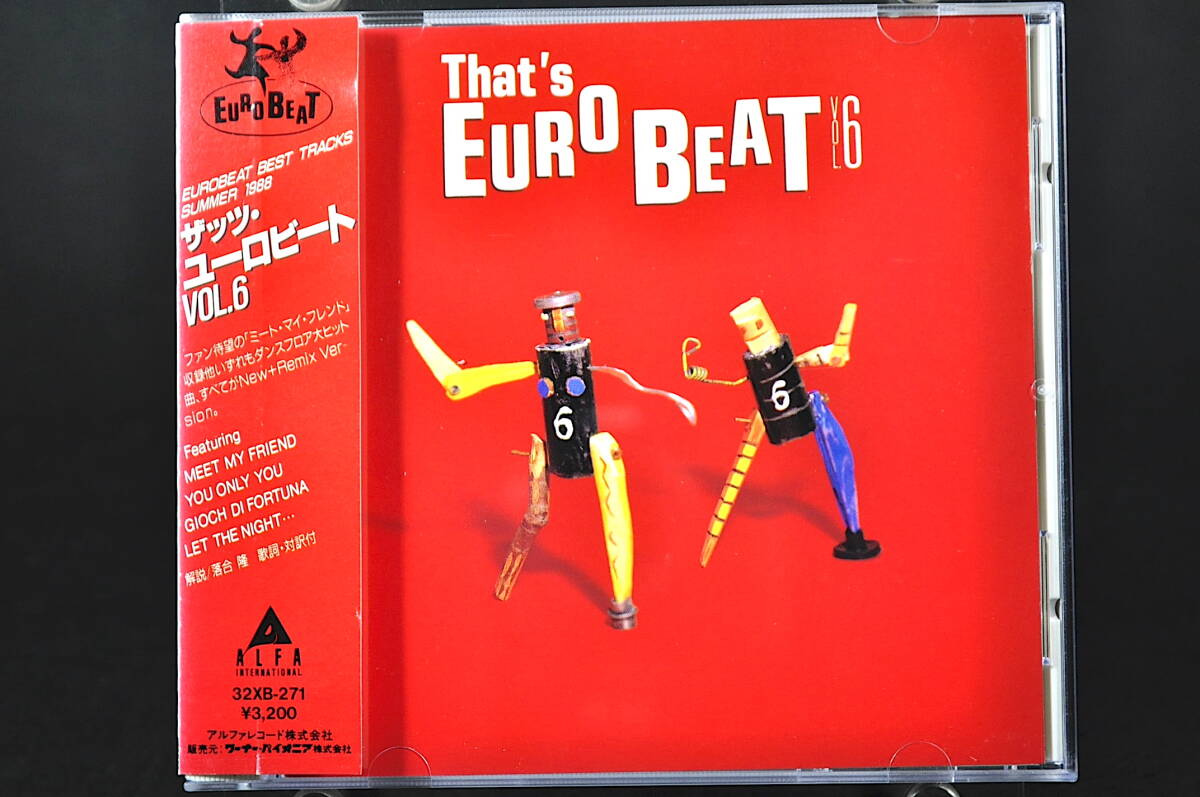 EUROBEAT
EUROBEAT BEST TRACKS
SUMMER 1988
ザッツ・
ユーロビート
VOL.6
ファン待望の「ミート・マイ・フレンド」
収録他いずれもダンスフロア大ヒット
曲、すべてがNew+Remix Ver-
sion。
Featuring
MEET MY FRIEND
YOU ONLY YOU
GIOCH DI FORTUNA
LET THE NIGHT…
解説/落合 隆 歌詞・対訳付
ALFA
INTERNATIONAL
32XB-271
¥3,200
アルファレコード株式会社
販売元:ワーナー・パイオニア株式会社
That's
EURO BEAT VOL 6
6
6